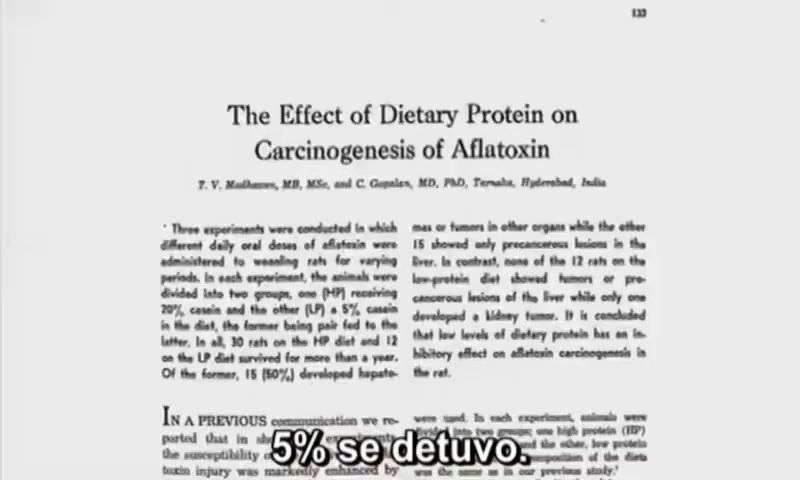 133
The Effect of Dietary Protein on
Carcinogenesis of Aflatoxin
T. V. Madhavan, MB, MSc, and C. Gopalan, MD, PhD, Tarnaka, Hyderabad, India
Three experiments were conducted in which
different daily oral doses of aflatoxin were
administered to weanling rats for varying
periods. In each experiment, the animals were
divided into two groups, one (HP) receiving
20% casein and the other (LP) a 5% casein
in the diet, the former being pair fed to the
latter. In all, 30 rats on the HP diet and 12
on the LP diet survived for more than a year.
Of the former, 15 (50%) developed hepato-
mas or tumors in other organs while the other
15 showed only precancerous lesions in the
liver. In contrast, none of the 12 rats on the
low-protein diet showed tumors or pre-
cancerous lesions of the liver while only one
developed a kidney tumor. It is concluded
that low levels of dietary protein has an in-
hibitory effect on aflatoxin carcinogenesis in
the rat.
IN A PREVIOUS communication we re-
ported that in
the susceptibility of
toxin injury was markedly enhanced by
were used. In each experiment, animals were
divided into two groups; one high protein (HP)
and the other, low protein
composition of the diets
was the same as in our previous study.
5% se detuvo.